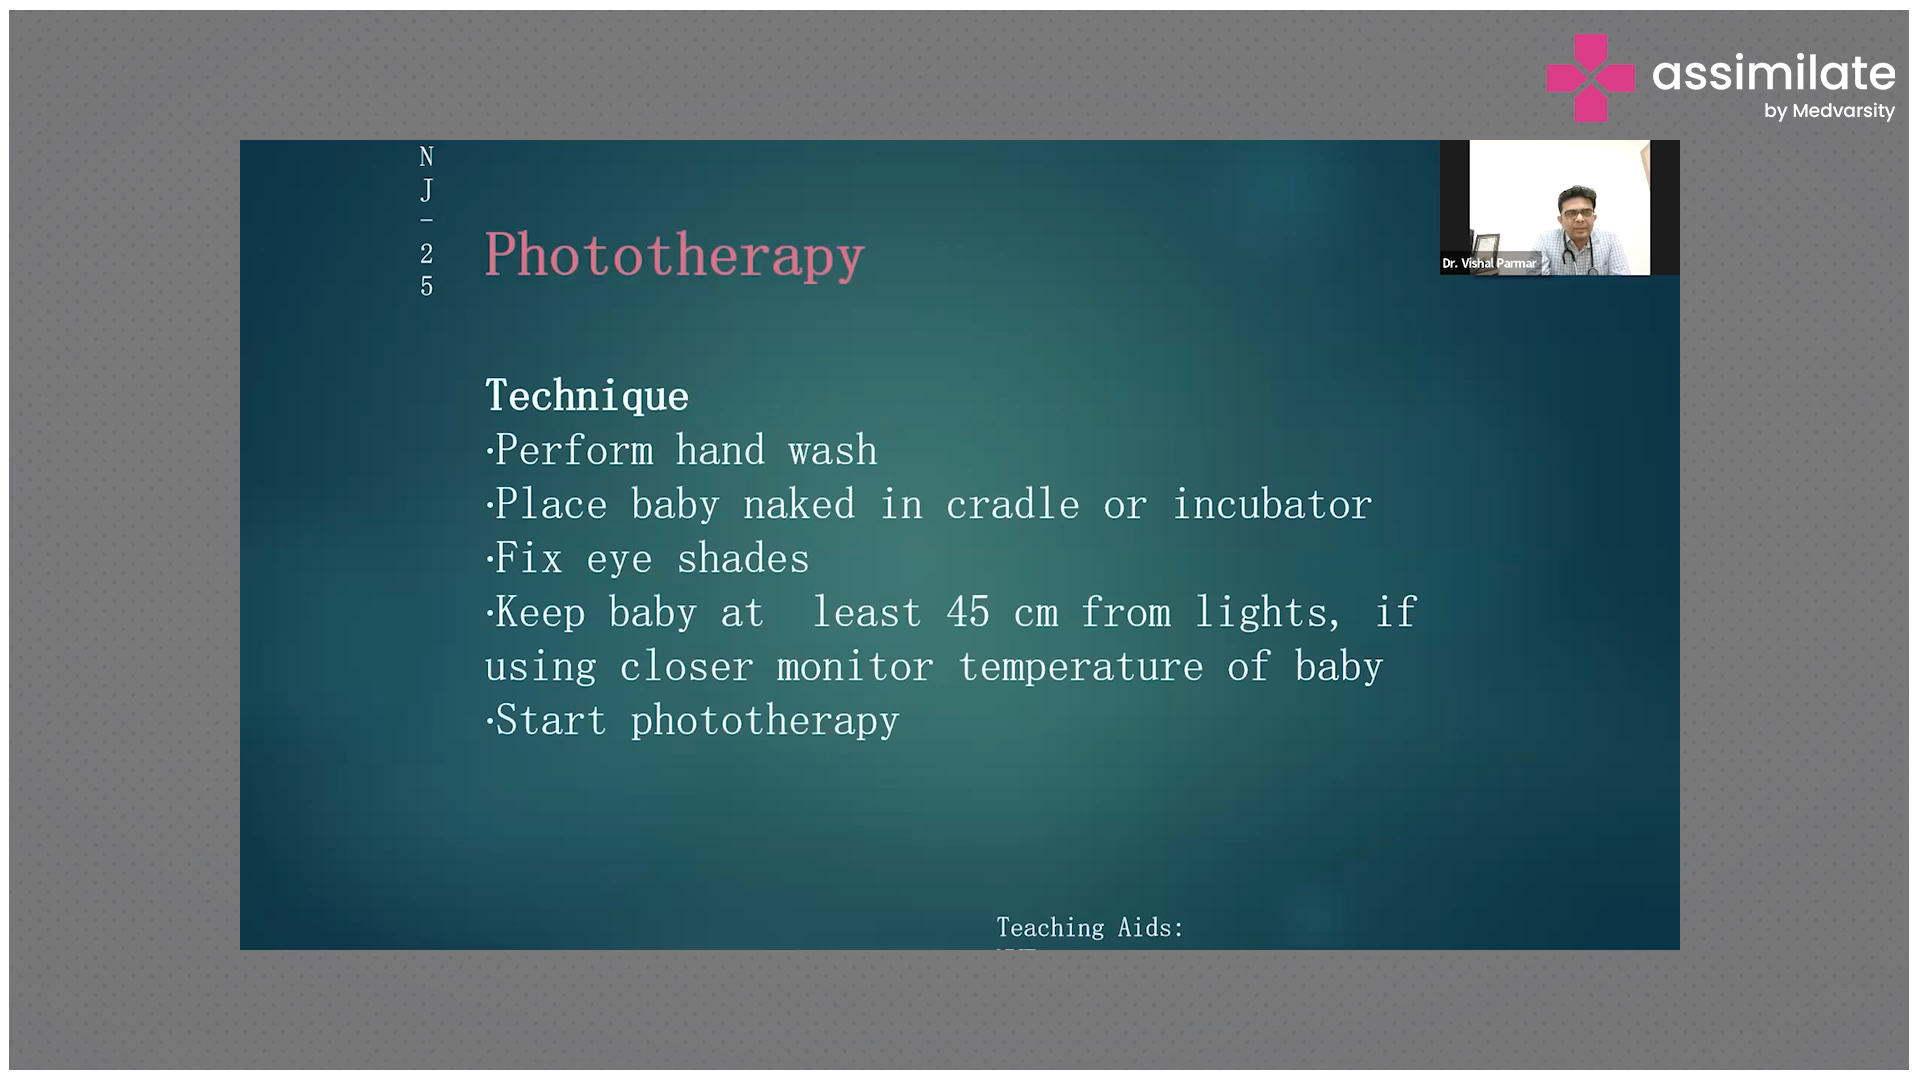 assimilate
by Medvarsity
N
J
-
2
5
Phototherapy
Dr. Vishal Parmar
Technique
·Perform hand wash
·Place baby naked in cradle or incubator
·Fix eye shades
·Keep baby at  least 45 cm from lights, if
using closer monitor temperature of baby
·Start phototherapy
Teaching Aids: